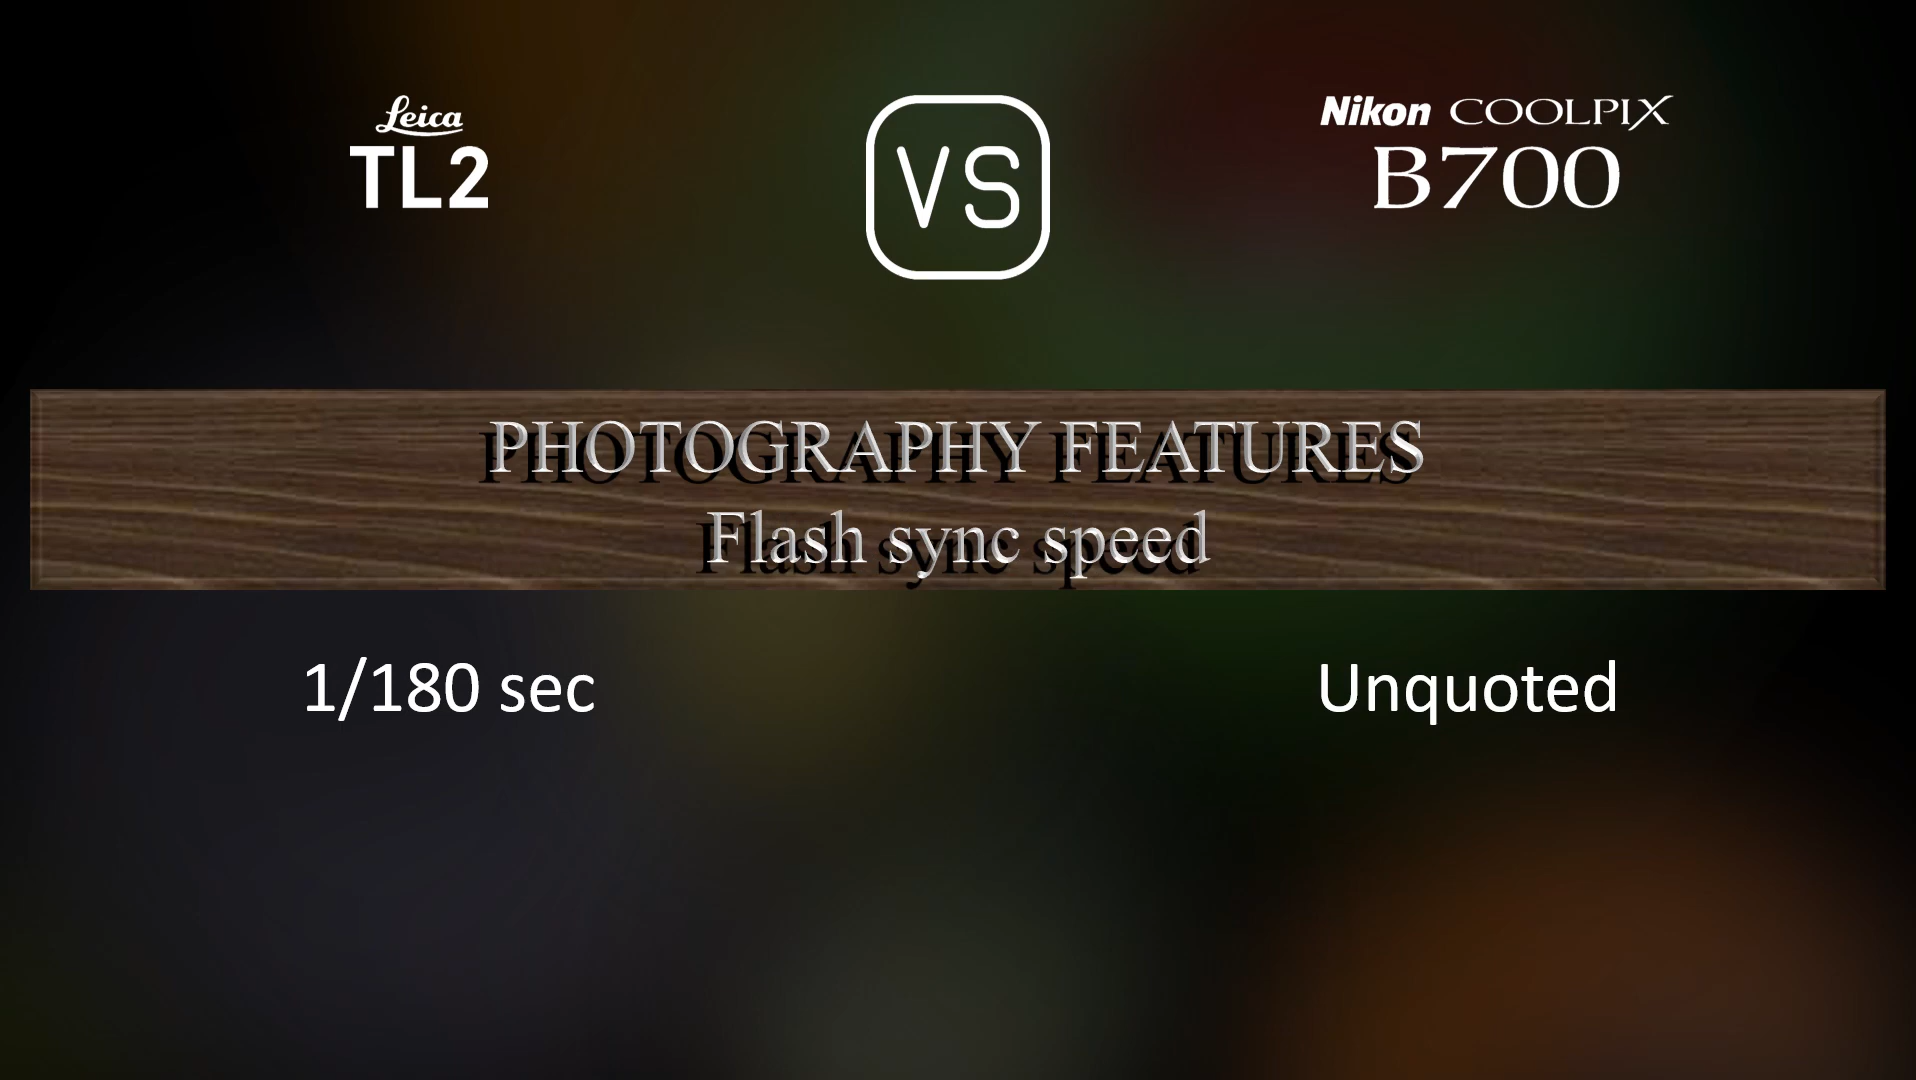 Leica
TL2
VS
Nikon COOLPIX
B700
PHOTOGRAPHY FEATURES
Flash sync speed
1/180 sec
Unquoted